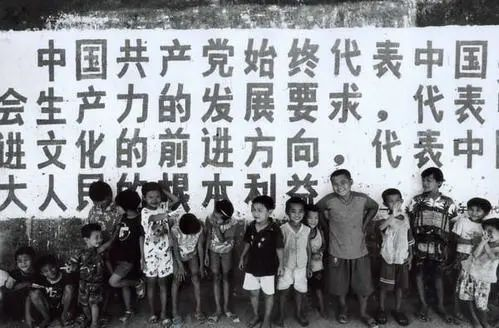 中国共产党始终代表中国
会生产力的发展要求，代表
进文化的前进方向，代表中
大人民的根本利益